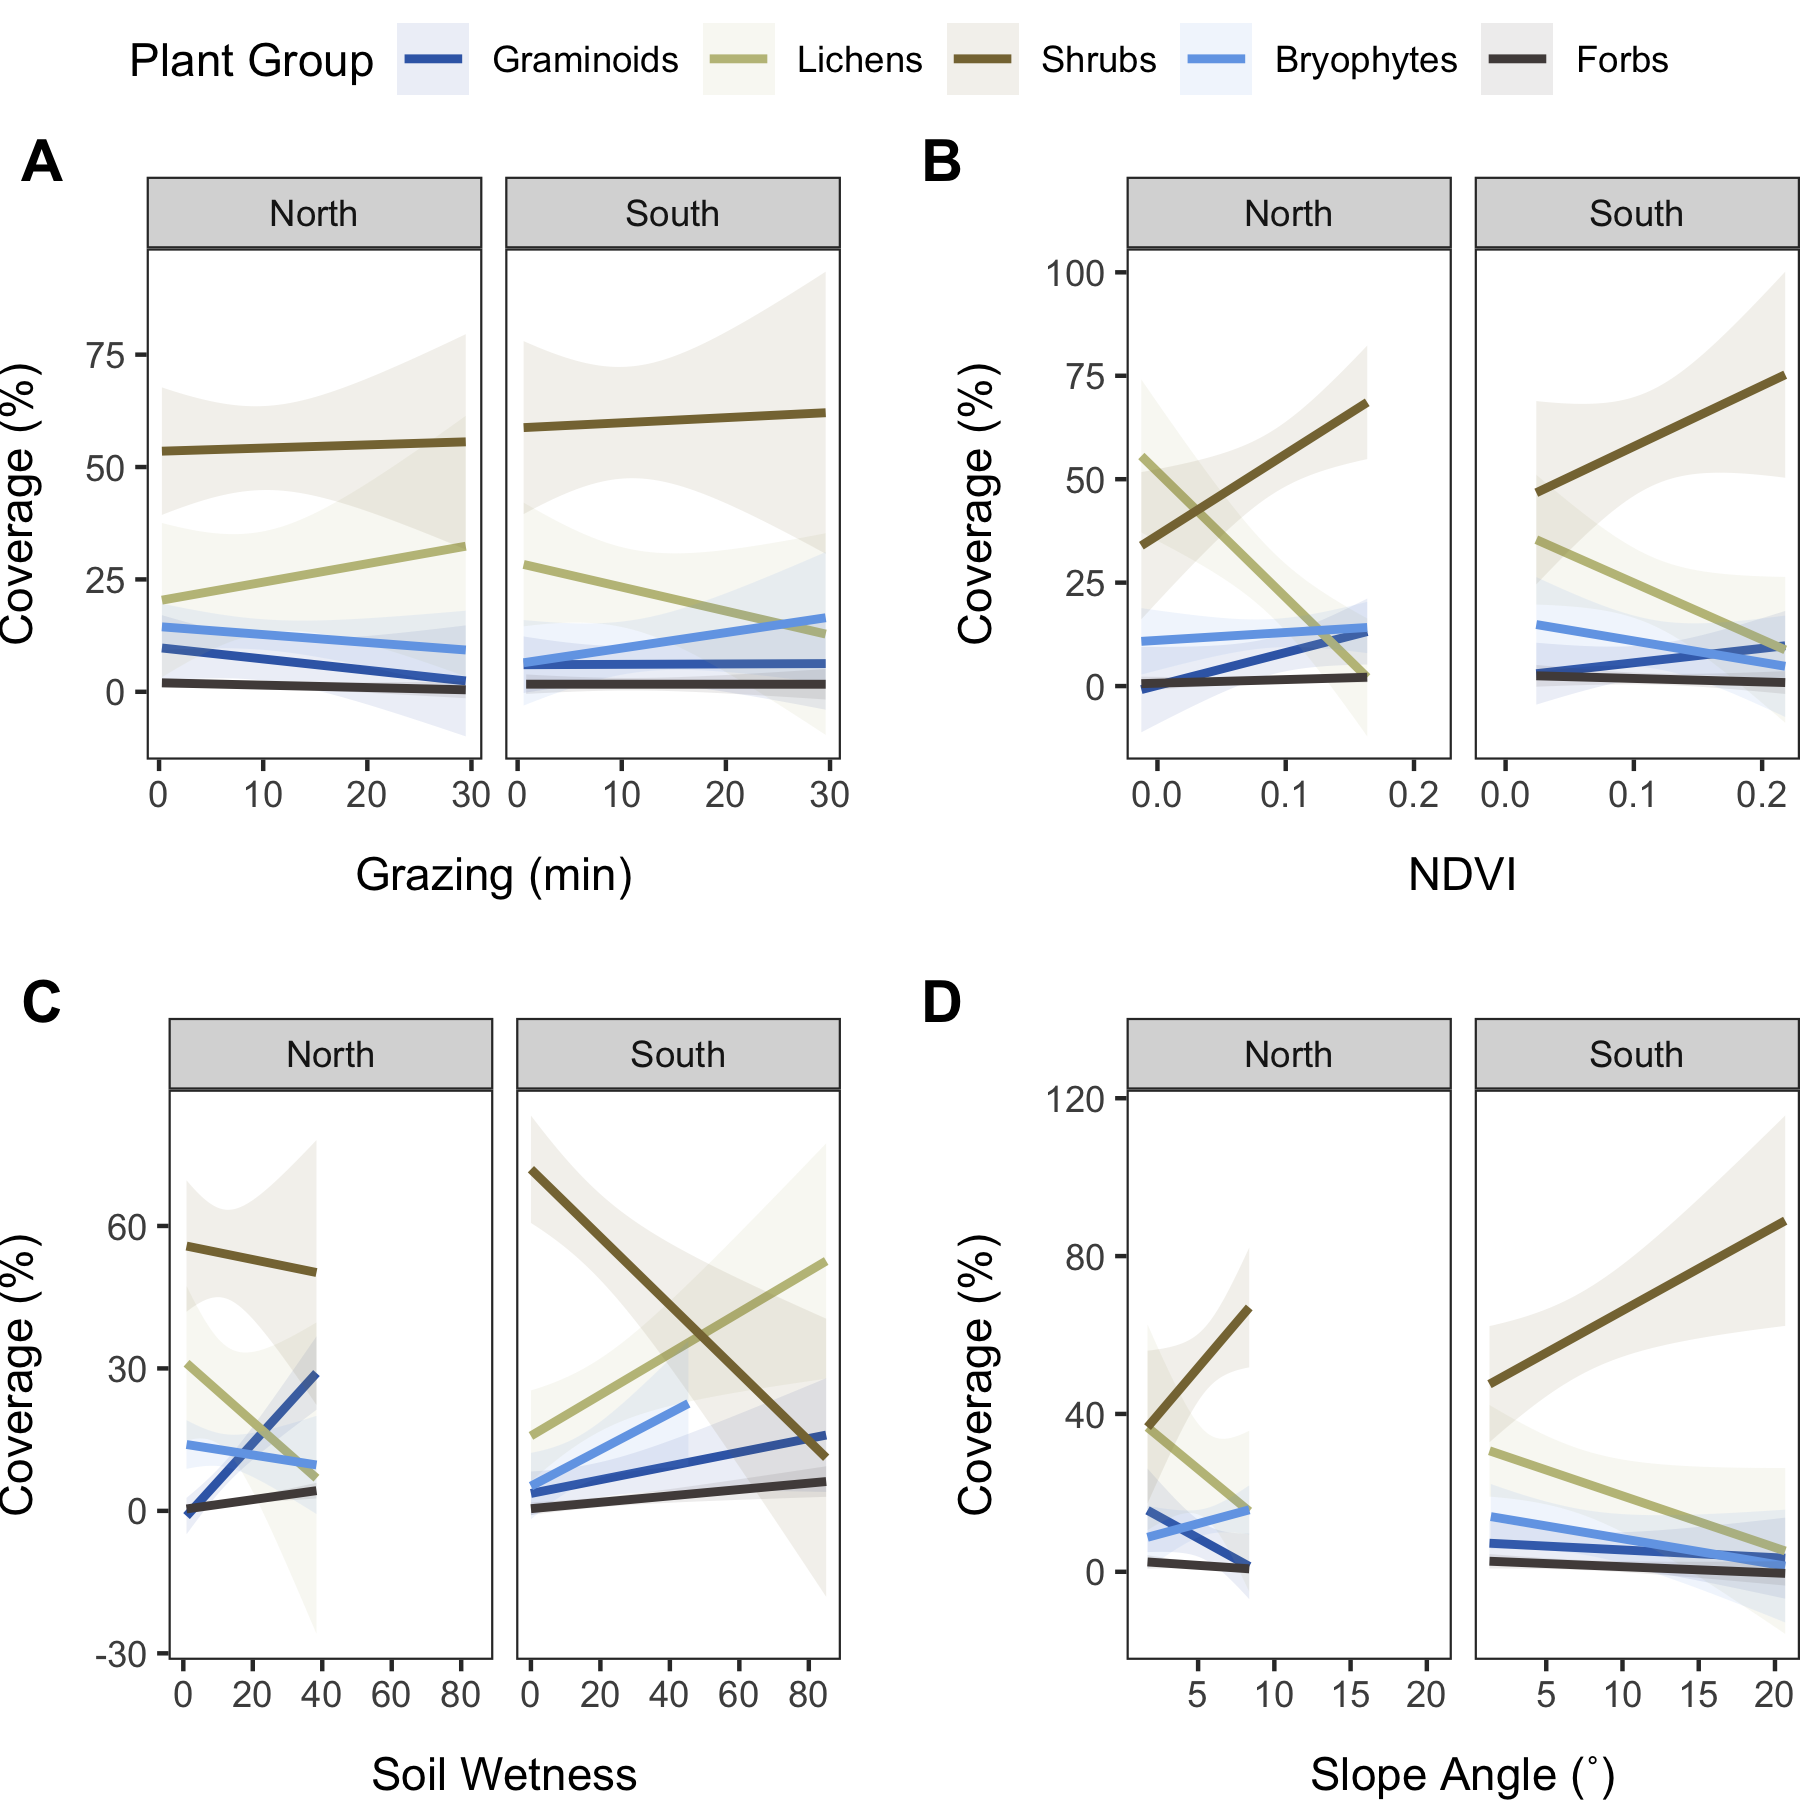 Plant Group Graminoids Lichens Shrubs Bryophytes Forbs
A
North South
Coverage (%)
75
50
25
0
0 10 20 30 0 10 20 30
Grazing (min)
B
North South
Coverage (%)
100
75
50
25
0
0.0 0.1 0.2 0.0 0.1 0.2
NDVI
C
North South
Coverage (%)
60
30
0
-30
0 20 40 60 80 0 20 40 60 80
Soil Wetness
D
North South
Coverage (%)
120
80
40
0
5 10 15 20 5 10 15 20
Slope Angle (°)